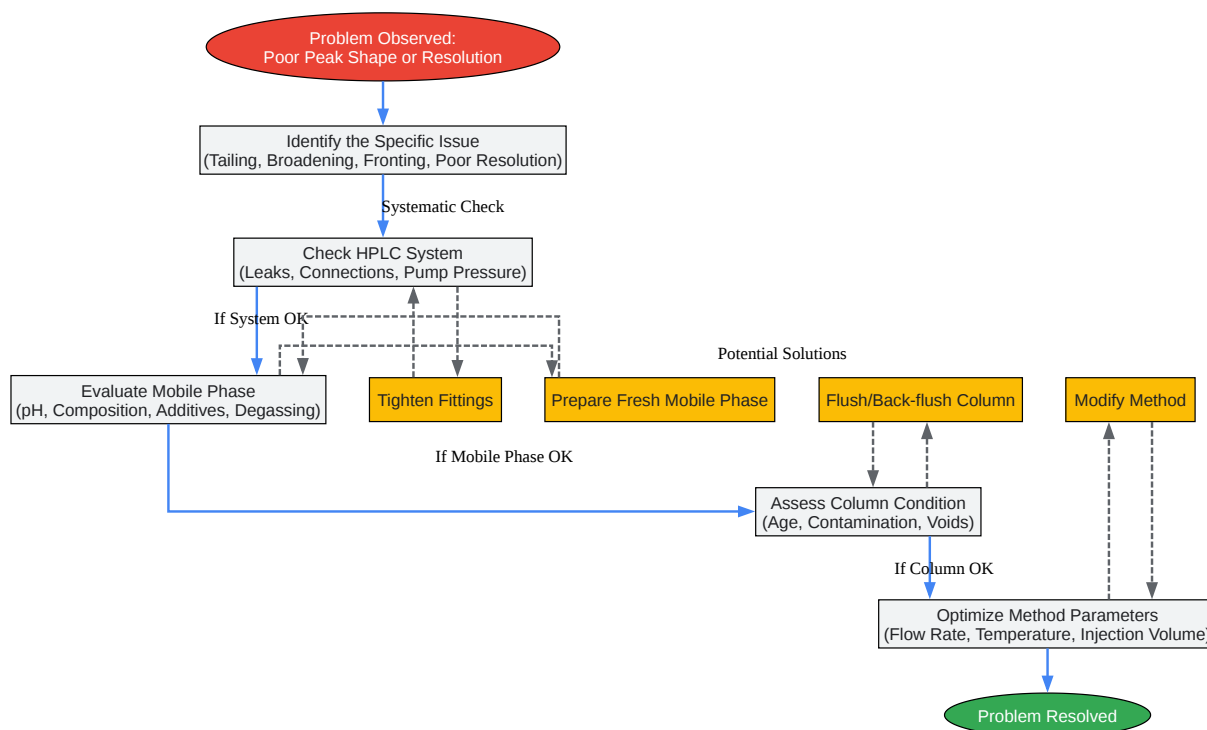 Problem Observed:
Poor Peak Shape or Resolution
Identify the Specific Issue
(Tailing, Broadening, Fronting, Poor Resolution)
Systematic Check
Check HPLC System
(Leaks, Connections, Pump Pressure)
If System OK
Potential Solutions
Evaluate Mobile Phase
(pH, Composition, Additives, Degassing)
Tighten Fittings
Prepare Fresh Mobile Phase
Flush/Back-flush Column
Modify Method
If Mobile Phase OK
Assess Column Condition
(Age, Contamination, Voids)
If Column OK
Optimize Method Parameters
(Flow Rate, Temperature, Injection Volume)
Problem Resolved